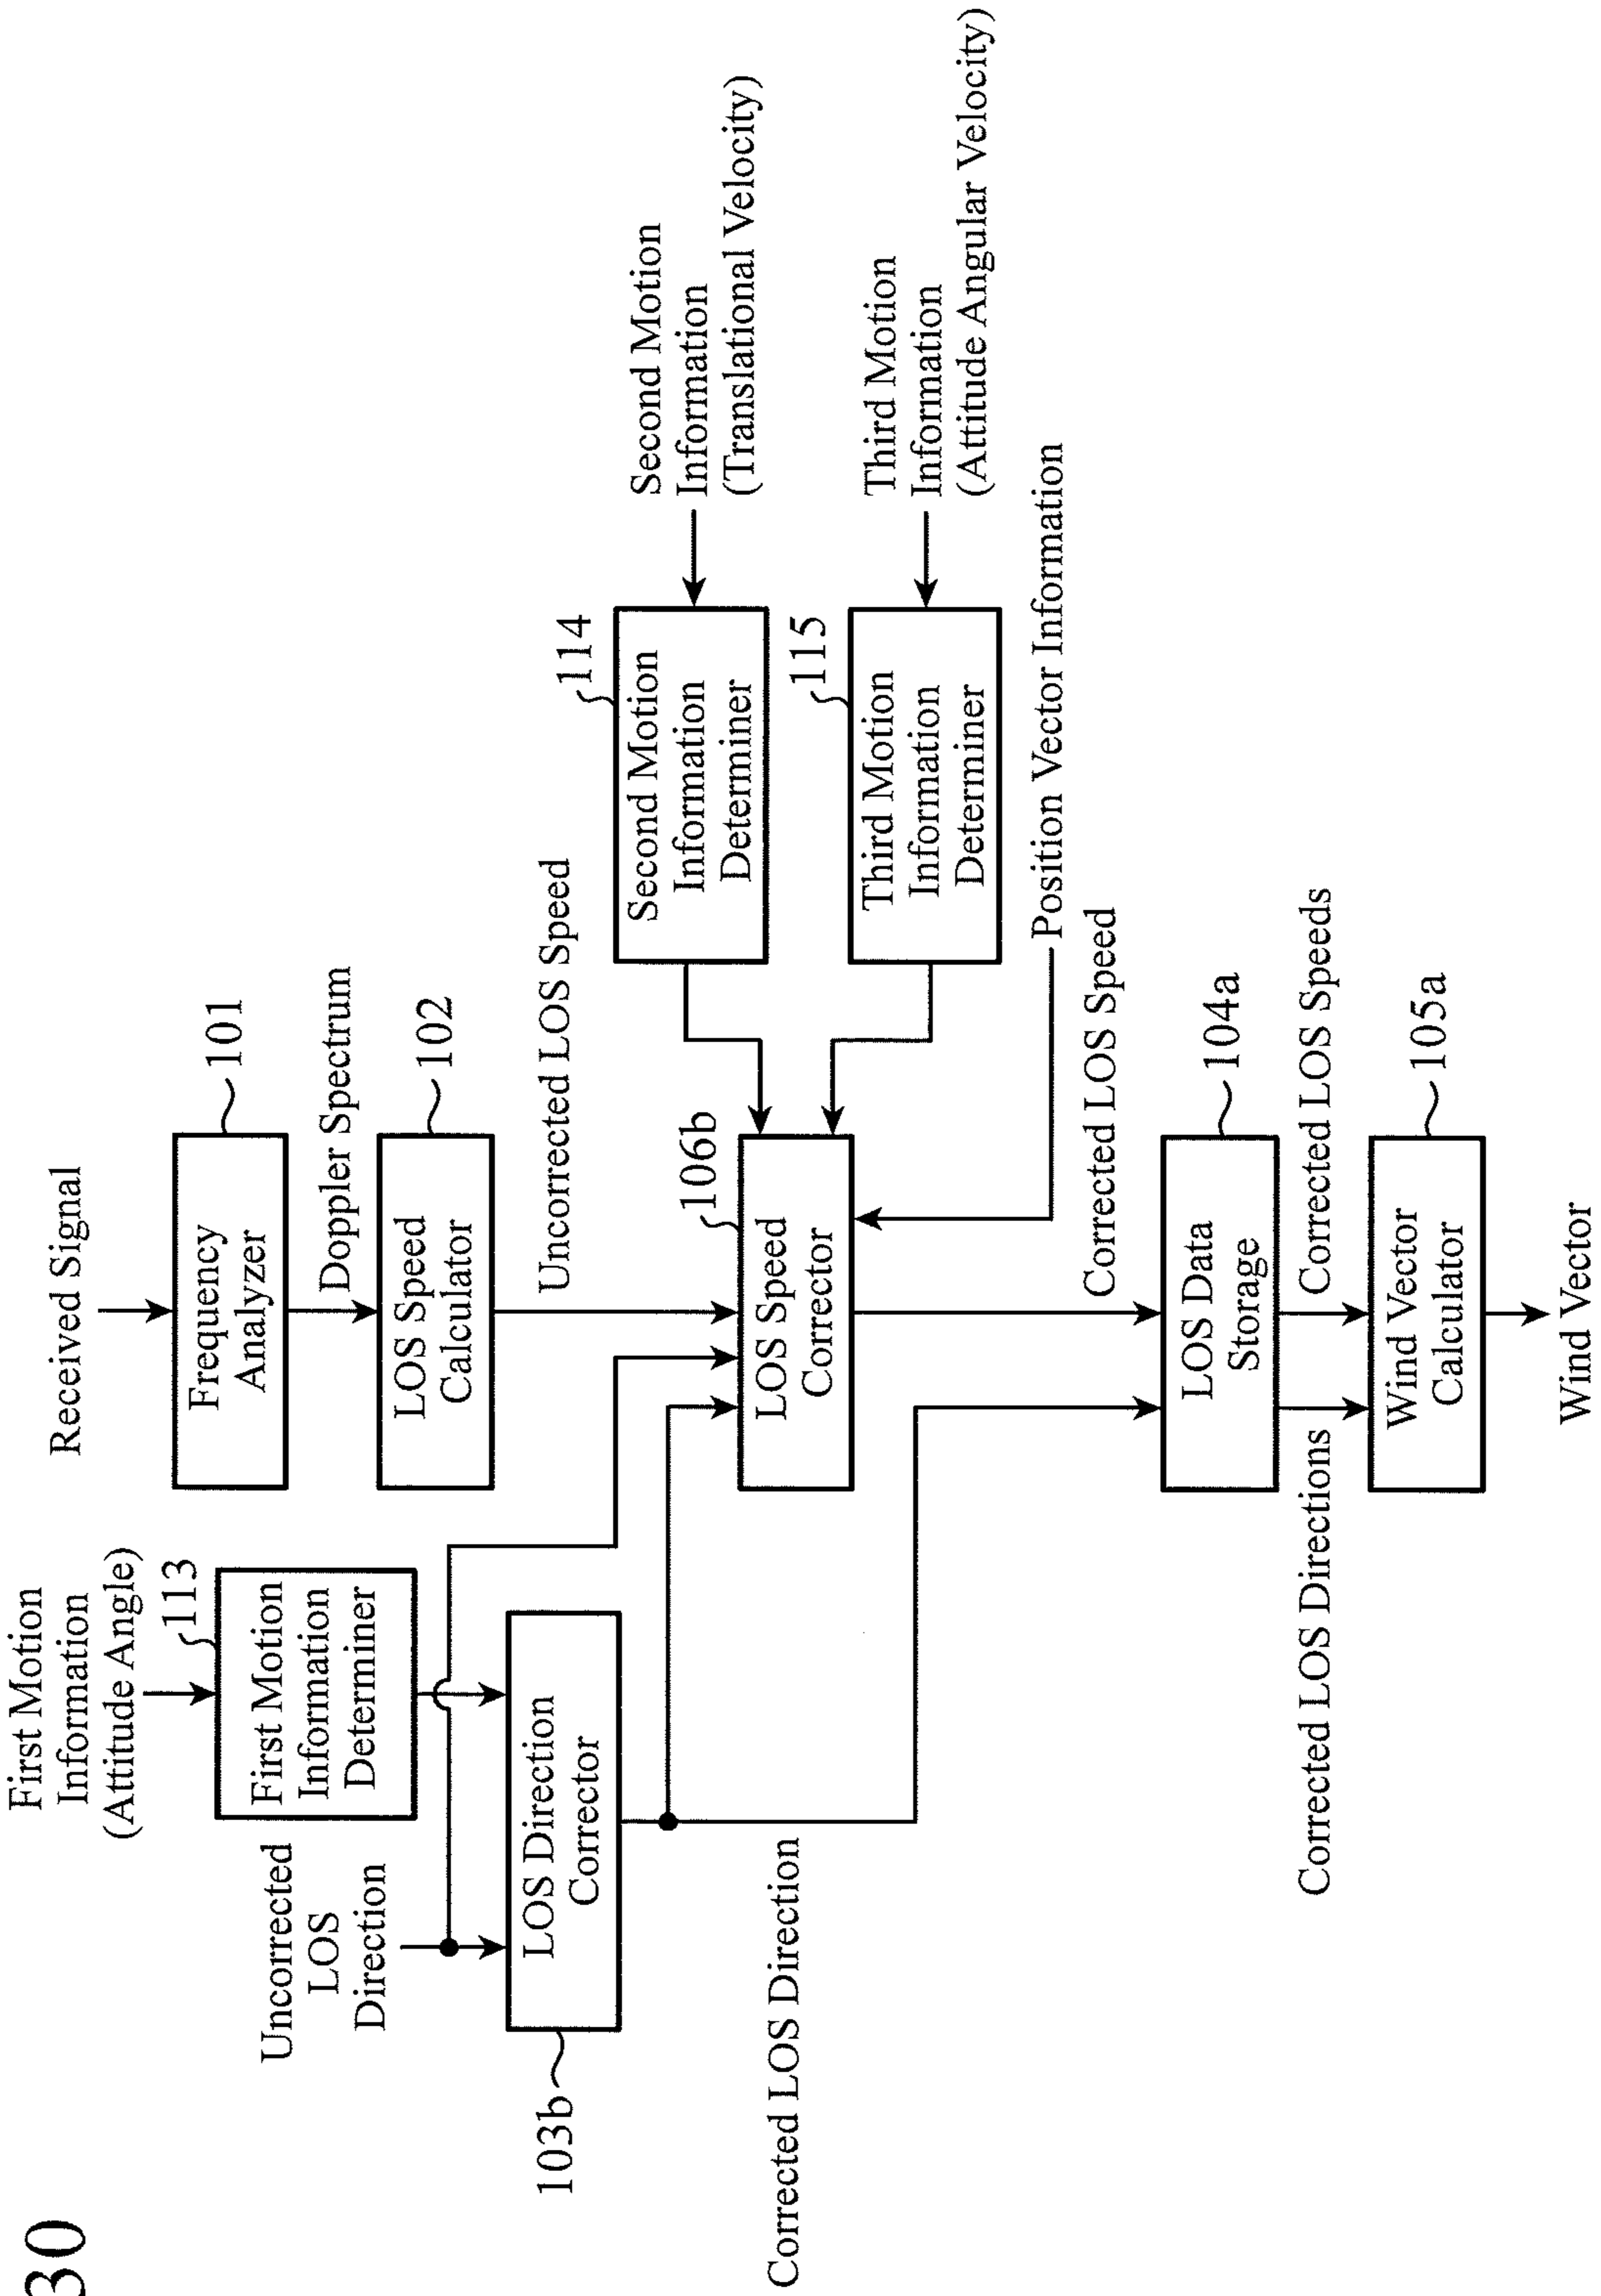 30
First Motion
Information
(Attitude Angle)
113
First Motion
Information
Determiner
Uncorrected
LOS
Direction
LOS Direction
Corrector
103b
Corrected LOS Direction
Received Signal
Frequency
Analyzer
101
Doppler Spectrum
LOS Speed
Calculator
102
Uncorrected LOS Speed
LOS Speed
Corrector
106b
114
Second Motion
Information
Determiner
Second Motion
Information
(Translational Velocity)
115
Third Motion
Information
Determiner
Third Motion
Information
(Attitude Angular Velocity)
Position Vector Information
Corrected LOS Speed
LOS Data
Storage
104a
Corrected LOS Directions
Corrected LOS Speeds
Wind Vector
Calculator
105a
Wind Vector